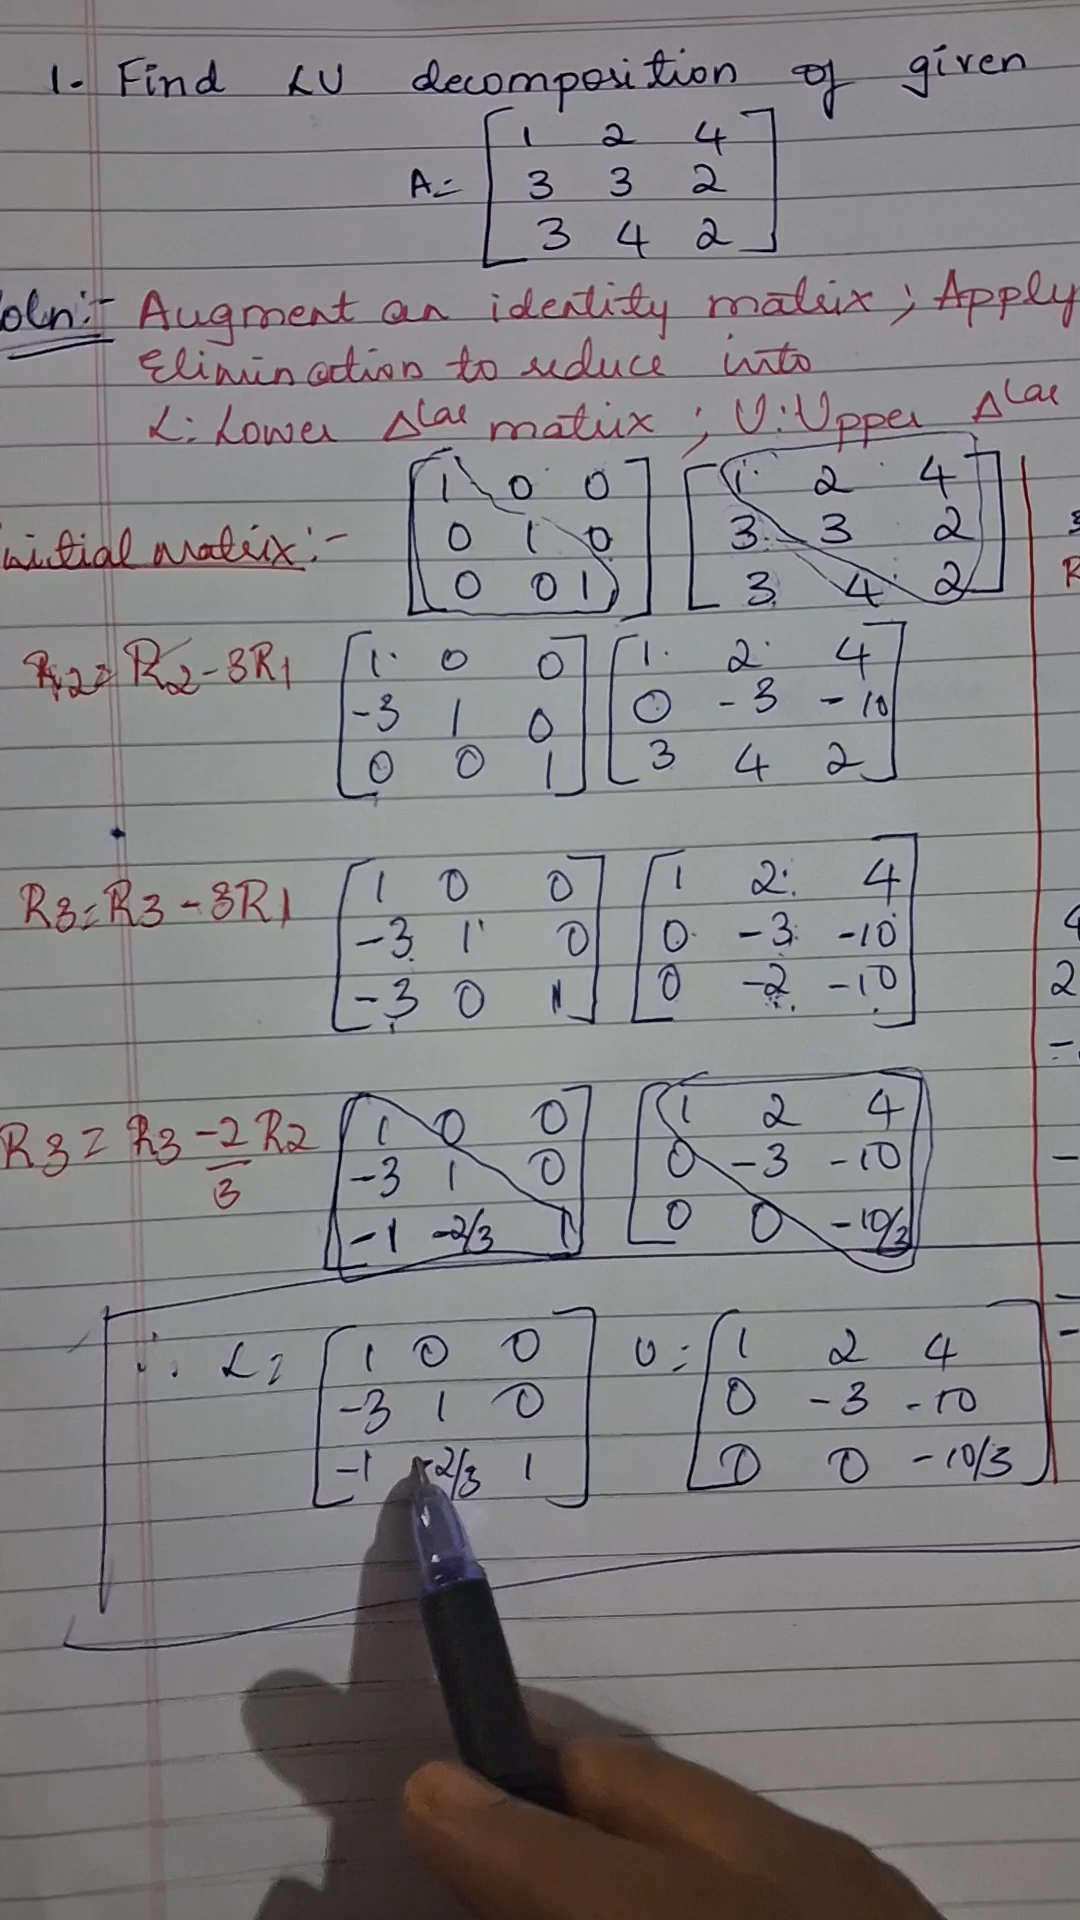 1. Find LU decomposition of given
1 2 4
A= 3 3 2
3 4 2
oln:- Augment an identity matrix ; Apply
Elimination to reduce into
L: Lower Δlar matrix ; U: Upper Δlar
1 0 0 1 2 4
nitial matrix:- 0 1 0 3 3 2
0 0 1 3 4 2
R2= R2-3R1 1 0 0 1 2 4
-3 1 0 0 -3 -10
0 0 1 3 4 2
R3=R3-3R1 1 0 0 1 2 4
-3 1 0 0 -3 -10
-3 0 1 0 -2 -10
R3= R3-2/3 R2 1 0 0 1 2 4
-3 1 0 0 -3 -10
-1 -2/3 1 0 0 -10/3
∴ L= 1 0 0 U= 1 2 4
-3 1 0 0 -3 -10
-1 -2/3 1 0 0 -10/3